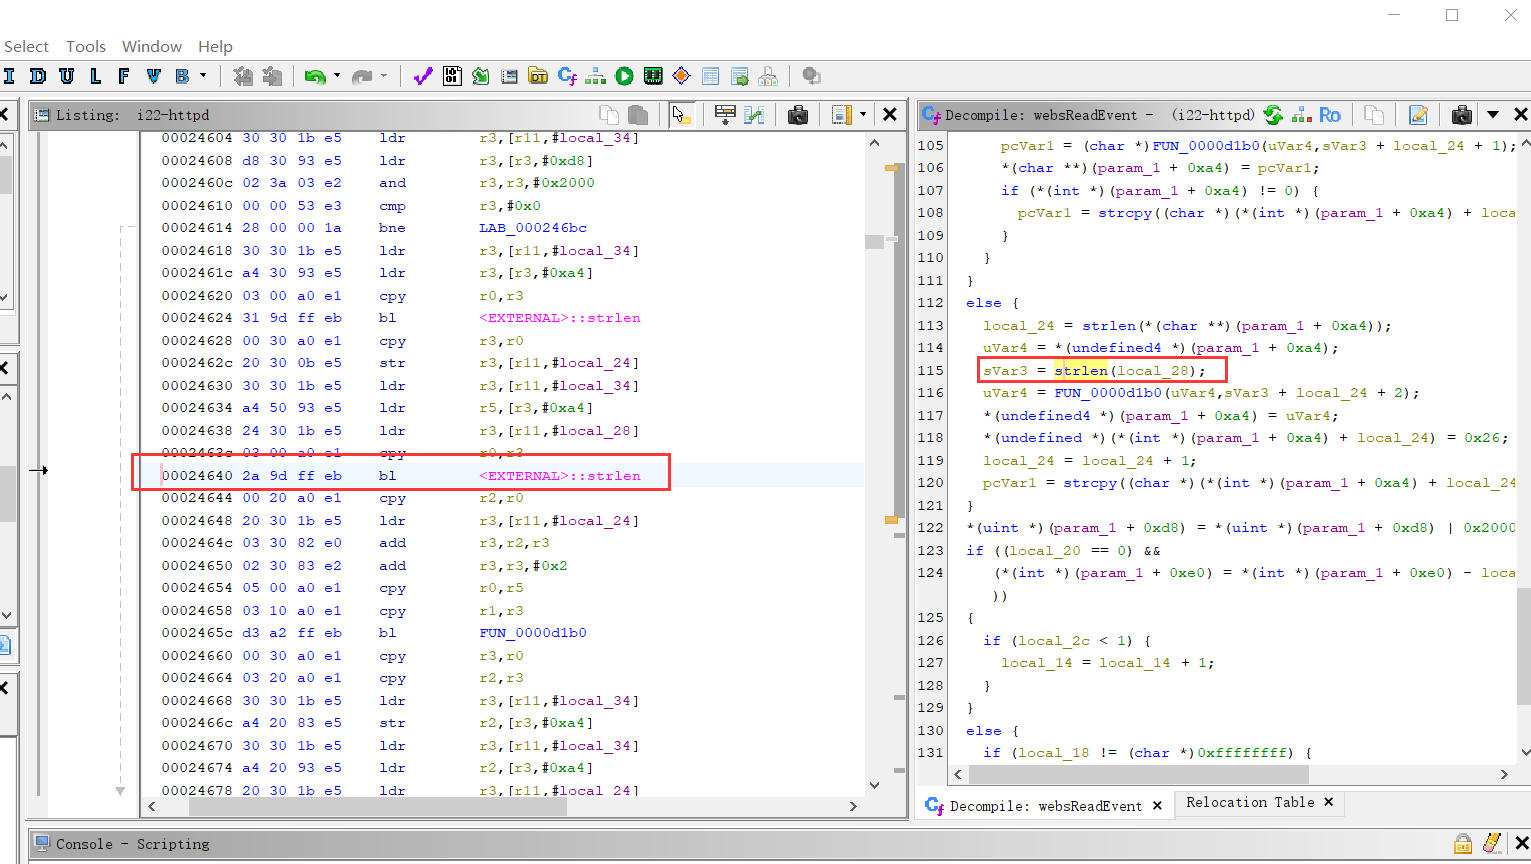 Select Tools Window Help
I D U L F V B
Listing: i22-httpd
00024604 30 30 1b e5 ldr r3,[r11,#local_34]
00024608 d8 30 93 e5 ldr r3,[r3,#0xd8]
0002460c 02 3a 03 e2 and r3,r3,#0x2000
00024610 00 00 53 e3 cmp r3,#0x0
00024614 28 00 00 1a bne LAB_000246bc
00024618 30 30 1b e5 ldr r3,[r11,#local_34]
0002461c a4 30 93 e5 ldr r3,[r3,#0xa4]
00024620 03 00 a0 e1 cpy r0,r3
00024624 31 9d ff eb bl <EXTERNAL>::strlen
00024628 00 30 a0 e1 cpy r3,r0
0002462c 20 30 0b e5 str r3,[r11,#local_24]
00024630 30 30 1b e5 ldr r3,[r11,#local_34]
00024634 a4 50 93 e5 ldr r5,[r3,#0xa4]
00024638 24 30 1b e5 ldr r3,[r11,#local_28]
0002463c 03 00 a0 e1 cpy r0,r3
00024640 2a 9d ff eb bl <EXTERNAL>::strlen
00024644 00 20 a0 e1 cpy r2,r0
00024648 20 30 1b e5 ldr r3,[r11,#local_24]
0002464c 03 30 82 e0 add r3,r2,r3
00024650 02 30 83 e2 add r3,r3,#0x2
00024654 05 00 a0 e1 cpy r0,r5
00024658 03 10 a0 e1 cpy r1,r3
0002465c d3 a2 ff eb bl FUN_0000d1b0
00024660 00 30 a0 e1 cpy r3,r0
00024664 03 20 a0 e1 cpy r2,r3
00024668 30 30 1b e5 ldr r3,[r11,#local_34]
0002466c a4 20 83 e5 str r2,[r3,#0xa4]
00024670 30 30 1b e5 ldr r3,[r11,#local_34]
00024674 a4 20 93 e5 ldr r2,[r3,#0xa4]
00024678 20 30 1b e5 ldr r3,[r11,#local_24]
Decompile: websReadEvent - (i22-httpd) Ro
105 pcVar1 = (char *)FUN_0000d1b0(uVar4,sVar3 + local_24 + 1);
106 *(char **)(param_1 + 0xa4) = pcVar1;
107 if (*(int *)(param_1 + 0xa4) != 0) {
108 pcVar1 = strcpy((char *)(*(int *)(param_1 + 0xa4) + loca
109 }
110 }
111 }
112 else {
113 local_24 = strlen(*(char **)(param_1 + 0xa4));
114 uVar4 = *(undefined4 *)(param_1 + 0xa4);
115 sVar3 = strlen(local_28);
116 uVar4 = FUN_0000d1b0(uVar4,sVar3 + local_24 + 2);
117 *(undefined4 *)(param_1 + 0xa4) = uVar4;
118 *(undefined *)(*(int *)(param_1 + 0xa4) + local_24) = 0x26;
119 local_24 = local_24 + 1;
120 pcVar1 = strcpy((char *)(*(int *)(param_1 + 0xa4) + local_24
121 }
122 *(uint *)(param_1 + 0xd8) = *(uint *)(param_1 + 0xd8) | 0x2000
123 if ((local_20 == 0) &&
124 (*(int *)(param_1 + 0xe0) = *(int *)(param_1 + 0xe0) - loca
))
125 {
126 if (local_2c < 1) {
127 local_14 = local_14 + 1;
128 }
129 }
130 else {
131 if (local_18 != (char *)0xffffffff) {
Decompile: websReadEvent
Relocation Table
Console - Scripting